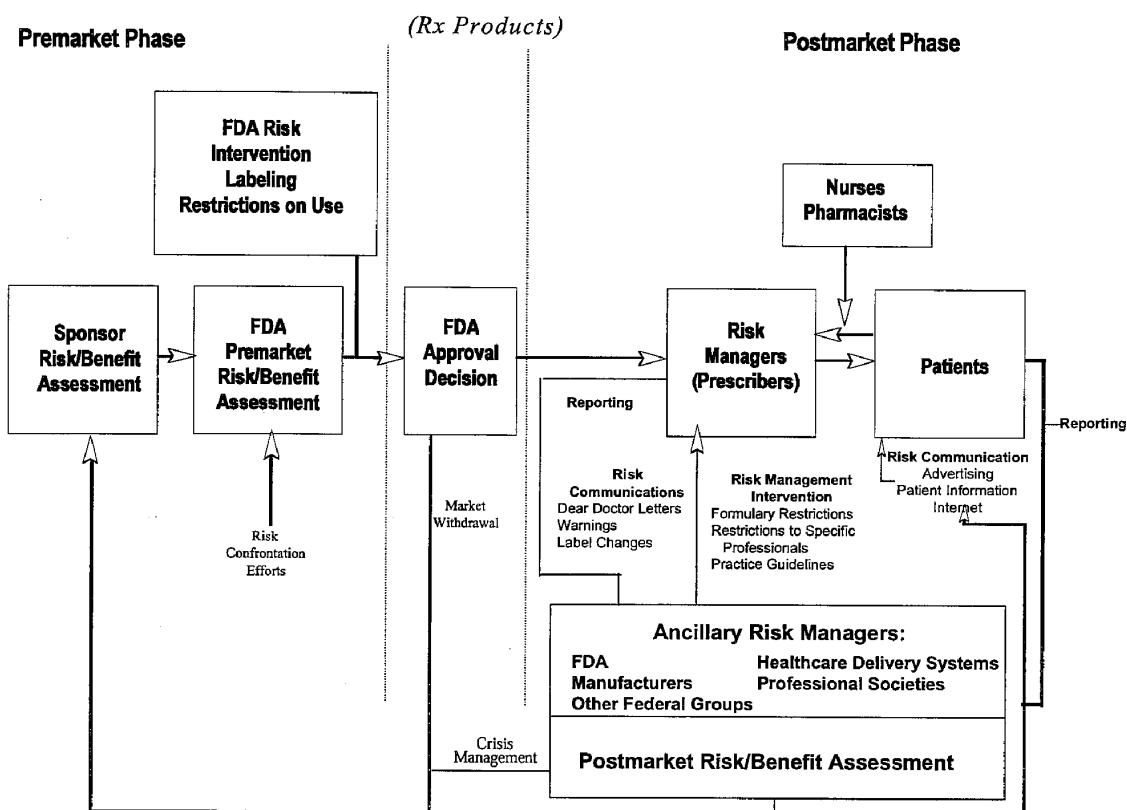 (Rx Products)
Premarket Phase
Postmarket Phase
FDA Risk
Intervention
Labeling
Restrictions on Use
Nurses
Pharmacists
Sponsor
Risk/Benefit
Assessment
FDA
Premarket
Risk/Benefit
Assessment
FDA
Approval
Decision
Risk
Managers
(Prescribers)
Patients
Reporting
Reporting
Risk
Confrontation
Efforts
Market
Withdrawal
Risk
Communications
Dear Doctor Letters
Warnings
Label Changes
Risk Management
Intervention
Formulary Restrictions
Restrictions to Specific
Professionals
Practice Guidelines
Risk Communication
Advertising
Patient Information
Internet
Ancillary Risk Managers:
FDA
Manufacturers
Other Federal Groups
Healthcare Delivery Systems
Professional Societies
Crisis
Management
Postmarket Risk/Benefit Assessment